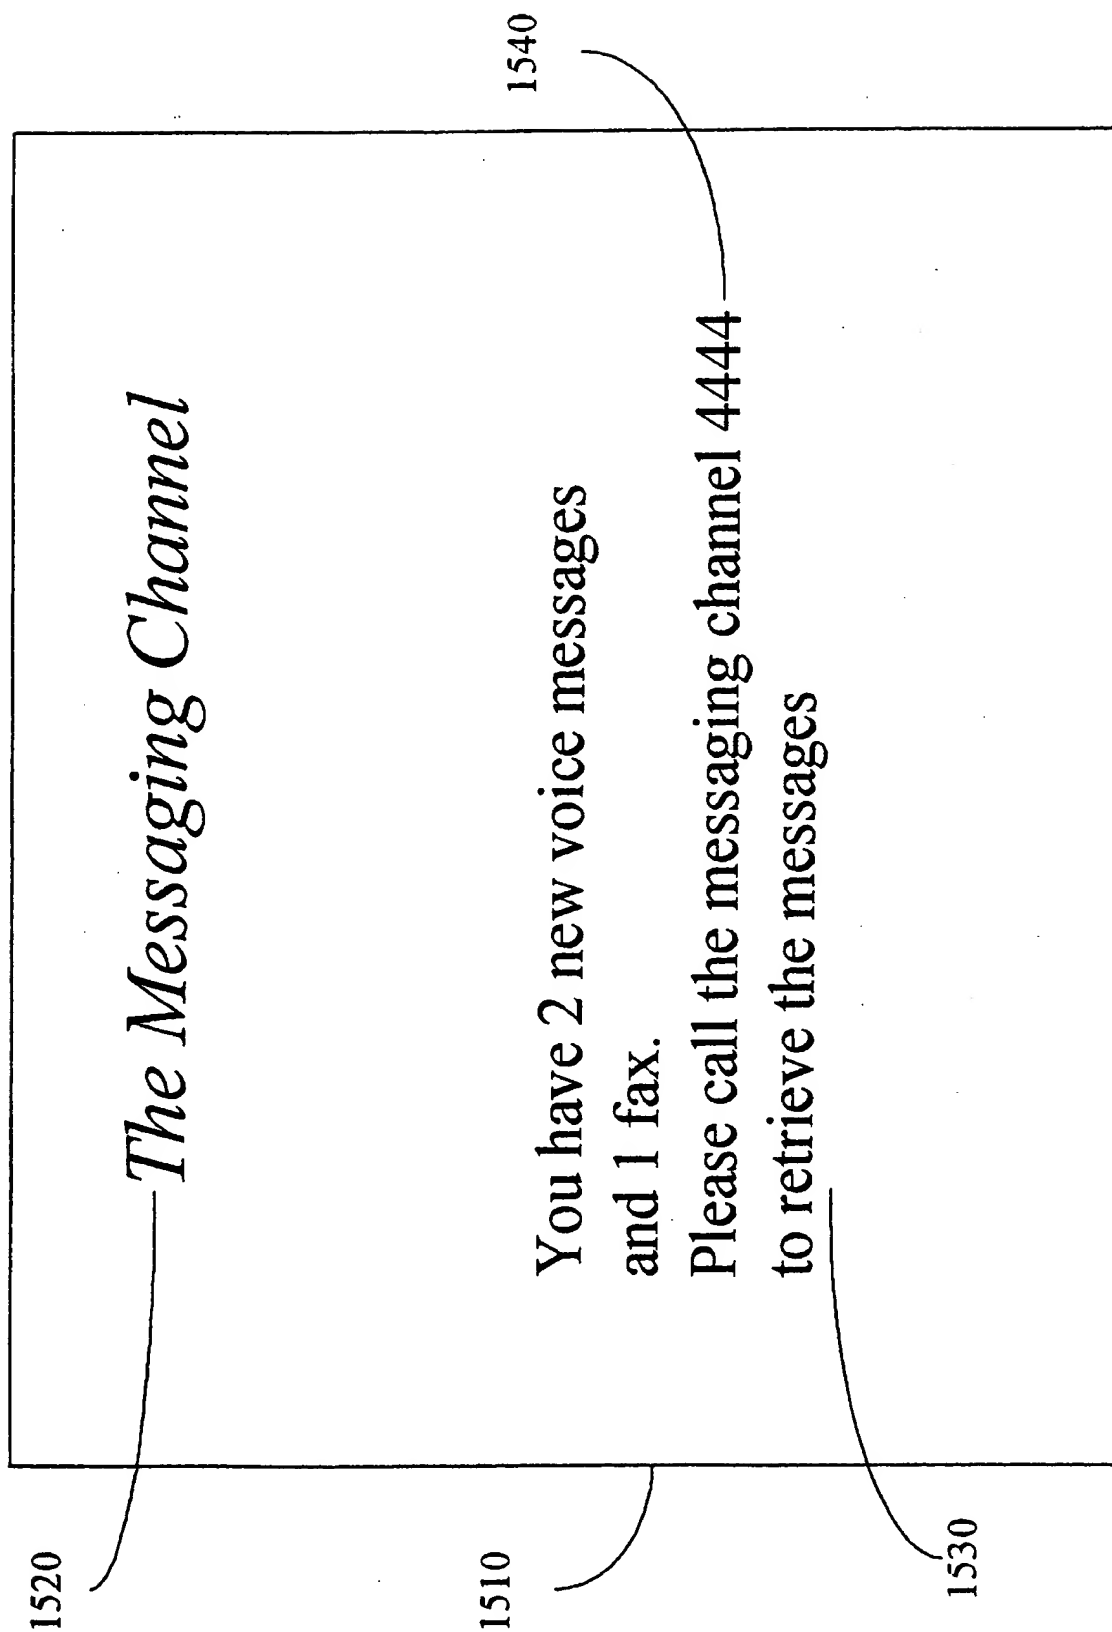 1520
The Messaging Channel
1540
1510
You have 2 new voice messages
and 1 fax.
Please call the messaging channel 4444
to retrieve the messages
1530